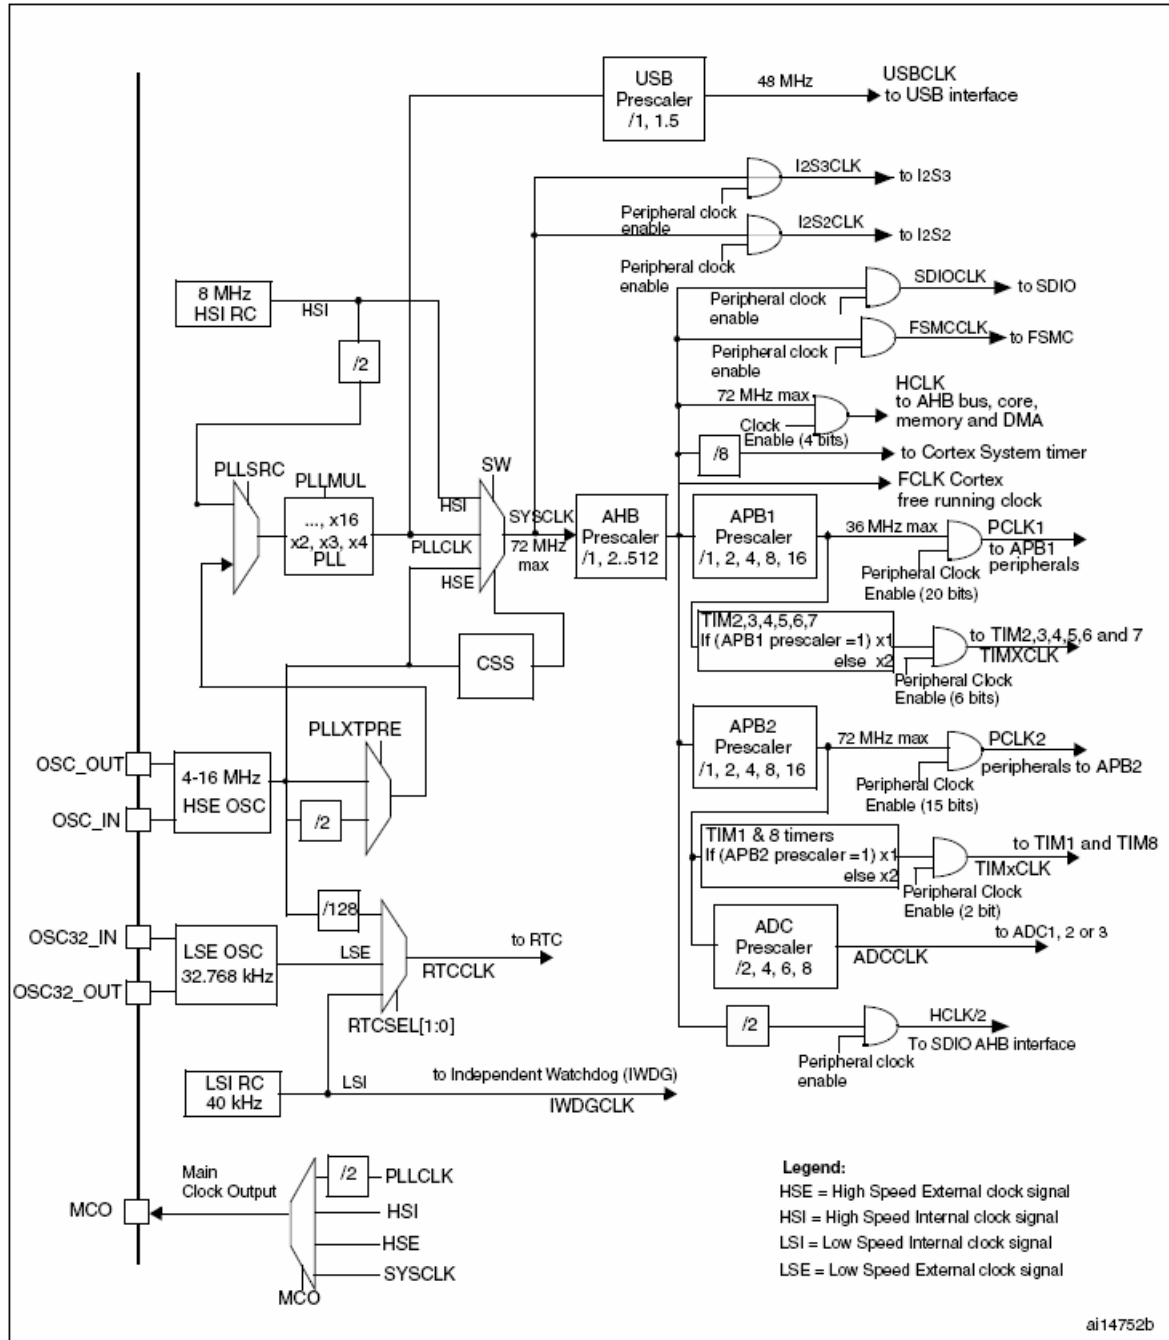 USB
Prescaler
/1, 1.5
48 MHz
USBCLK
to USB interface
I2S3CLK
to I2S3
Peripheral clock
enable
I2S2CLK
to I2S2
Peripheral clock
enable
8 MHz
HSI RC
HSI
/2
SDIOCLK
to SDIO
Peripheral clock
enable
FSMCCLK
to FSMC
Peripheral clock
enable
HCLK
to AHB bus, core,
memory and DMA
72 MHz max
Clock
Enable (4 bits)
/8
to Cortex System timer
FCLK Cortex
free running clock
PLLSRC
PLLMUL
..., x16
x2, x3, x4
PLL
SW
HSI
PLLCLK
HSE
SYSCLK
72 MHz
max
AHB
Prescaler
/1, 2..512
APB1
Prescaler
/1, 2, 4, 8, 16
36 MHz max
PCLK1
to APB1
peripherals
Peripheral Clock
Enable (20 bits)
TIM2,3,4,5,6,7
If (APB1 prescaler =1) x1
else x2
to TIM2,3,4,5,6 and 7
TIMXCLK
Peripheral Clock
Enable (6 bits)
CSS
PLLXTPRE
OSC_OUT
OSC_IN
4-16 MHz
HSE OSC
/2
APB2
Prescaler
/1, 2, 4, 8, 16
72 MHz max
PCLK2
peripherals to APB2
Peripheral Clock
Enable (15 bits)
TIM1 & 8 timers
If (APB2 prescaler =1) x1
else x2
to TIM1 and TIM8
TIMxCLK
Peripheral Clock
Enable (2 bit)
/128
OSC32_IN
OSC32_OUT
LSE OSC
32.768 kHz
LSE
to RTC
RTCCLK
RTCSEL[1:0]
ADC
Prescaler
/2, 4, 6, 8
to ADC1, 2 or 3
ADCCLK
/2
HCLK/2
To SDIO AHB interface
Peripheral clock
enable
LSI RC
40 kHz
LSI
to Independent Watchdog (IWDG)
IWDGCLK
MCO
Main
Clock Output
/2
PLLCLK
HSI
HSE
SYSCLK
MCO
Legend:
HSE = High Speed External clock signal
HSI = High Speed Internal clock signal
LSI = Low Speed Internal clock signal
LSE = Low Speed External clock signal
ai14752b